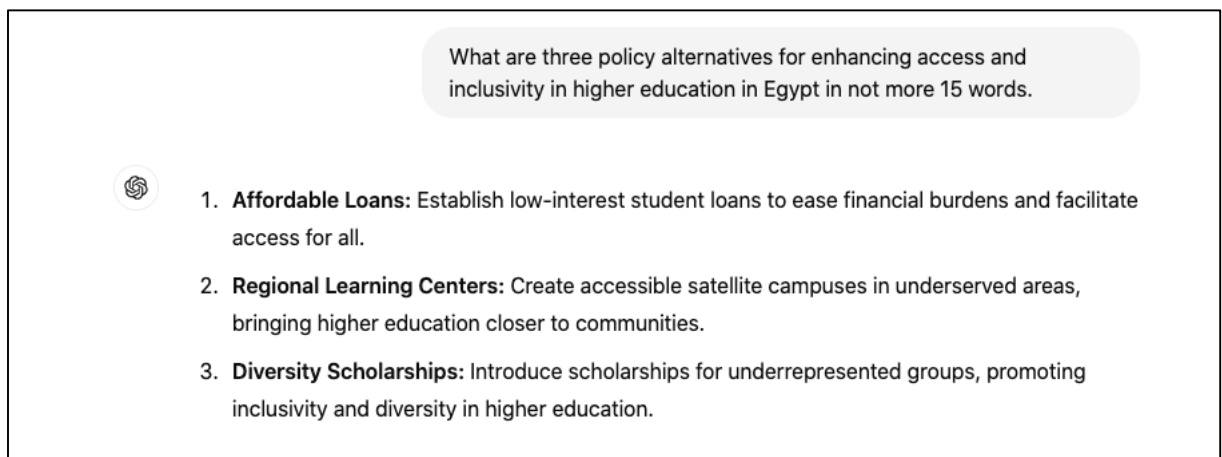 What are three policy alternatives for enhancing access and
inclusivity in higher education in Egypt in not more 15 words.
1. Affordable Loans: Establish low-interest student loans to ease financial burdens and facilitate
access for all.
2. Regional Learning Centers: Create accessible satellite campuses in underserved areas,
bringing higher education closer to communities.
3. Diversity Scholarships: Introduce scholarships for underrepresented groups, promoting
inclusivity and diversity in higher education.